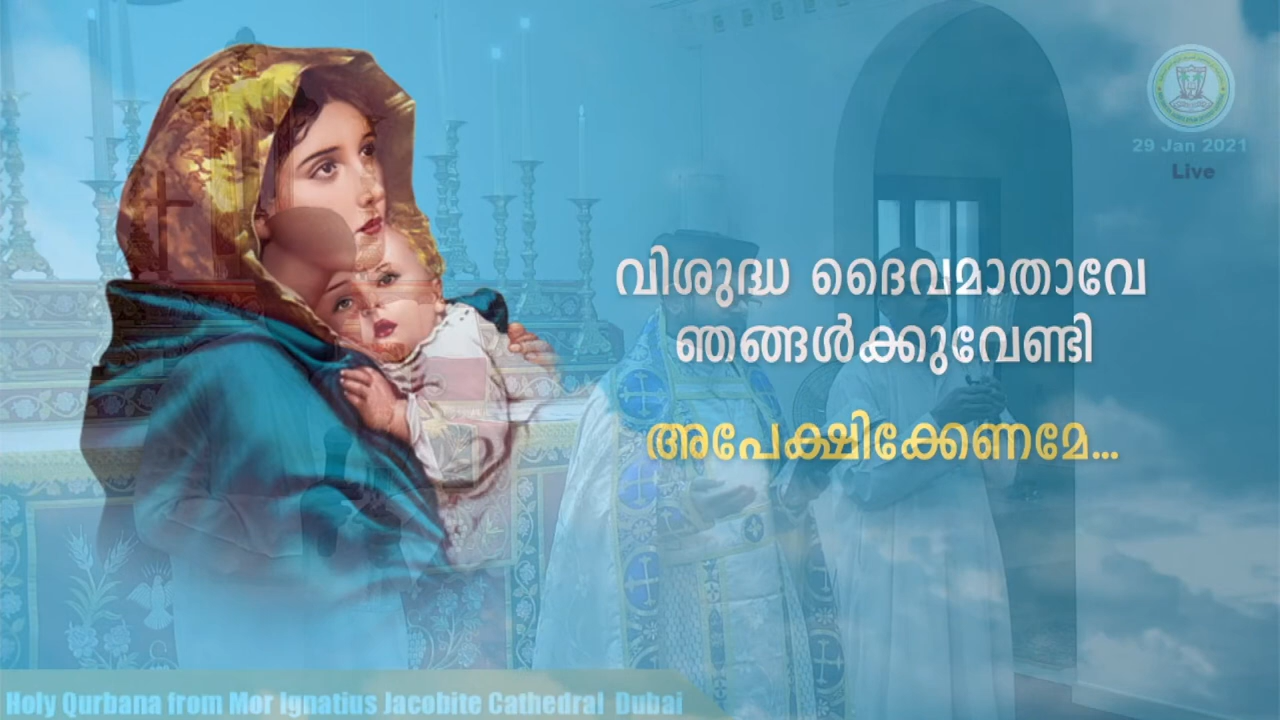 29 Jan 2021
Live
വിശുദ്ധ ദൈവമാതാവേ
ഞങ്ങൾക്കുവേണ്ടി
അപേക്ഷിക്കേണമേ...
Holy Qurbana from Mor Ignatius Jacobite Cathedral Dubai